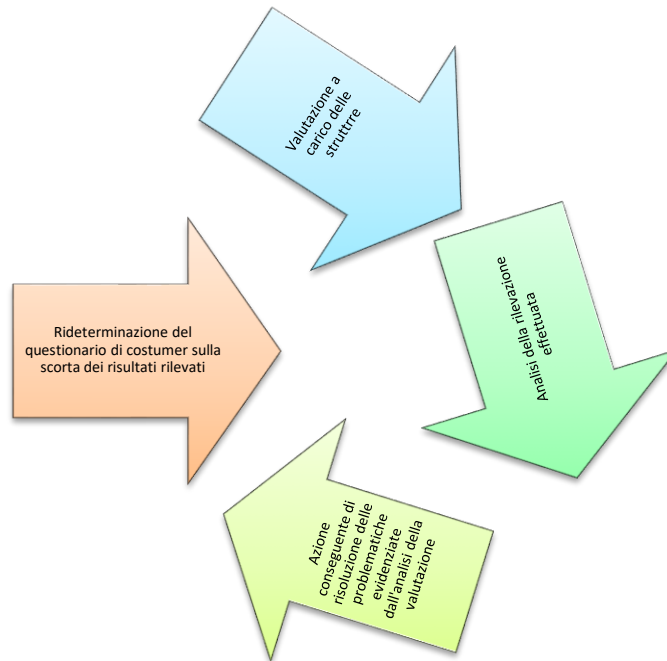 Valutazione a
carico delle
struttrre
Analisi della rilevazione
effettuata
Azione
conseguente di
risoluzione delle
problematiche
evidenziate
dall'analisi della
valutazione
Rideterminazione del
questionario di costumer sulla
scorta dei risultati rilevati